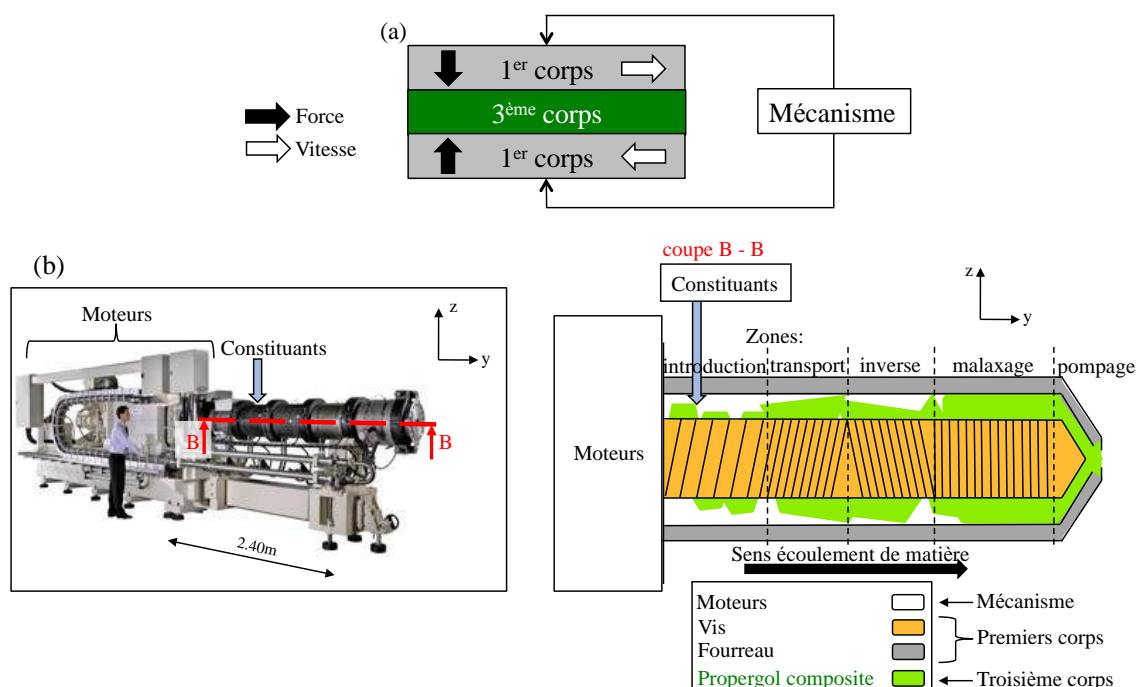 (a)
1er corps
3ème corps
1er corps
Force
Vitesse
Mécanisme
(b)
Moteurs
Constituants
z
y
B
B
2.40m
coupe B - B
Constituants
z
y
Zones:
introduction transport inverse malaxage pompage
Moteurs
Sens écoulement de matière
Moteurs
Mécanisme
Vis
Premiers corps
Fourreau
Propergol composite
Troisième corps